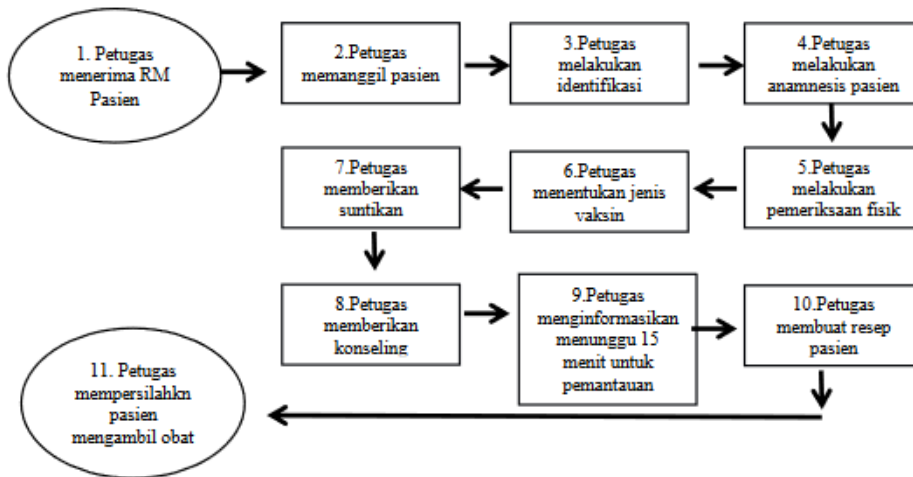 1. Petugas
menerima RM
Pasien
2.Petugas
memanggil pasien
3.Petugas
melakukan
identifikasi
4.Petugas
melakukan
anamnesis pasien
5.Petugas
melakukan
pemeriksaan fisik
6.Petugas
menentukan jenis
vaksin
7.Petugas
memberikan
suntikan
8.Petugas
memberikan
konseling
9.Petugas
menginformasikan
menunggu 15
menit untuk
pemantauan
10.Petugas
membuat resep
pasien
11. Petugas
mempersilahkn
pasien
mengambil obat